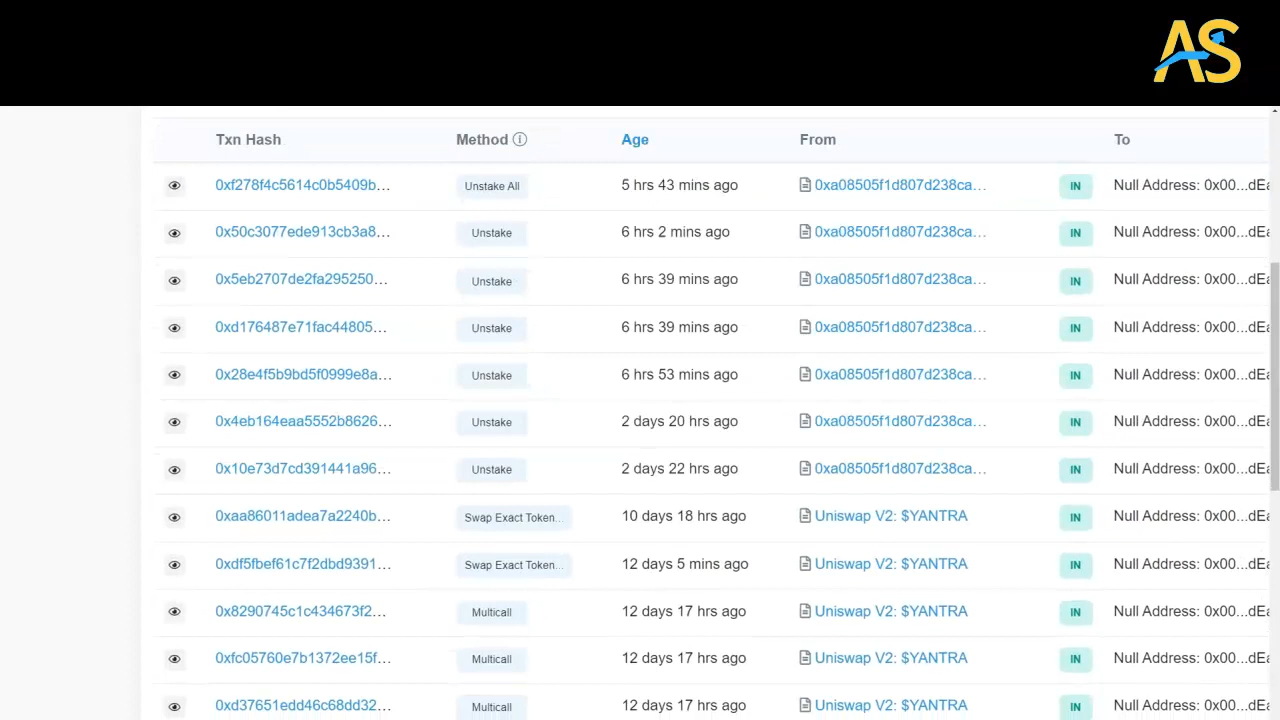 AS
Txn Hash Method Age From To
0xf278f4c5614c0b5409b... Unstake All 5 hrs 43 mins ago 0xa08505f1d807d238ca... IN Null Address: 0x00...dEa
0x50c3077ede913cb3a8... Unstake 6 hrs 2 mins ago 0xa08505f1d807d238ca... IN Null Address: 0x00...dEa
0x5eb2707de2fa295250... Unstake 6 hrs 39 mins ago 0xa08505f1d807d238ca... IN Null Address: 0x00...dEa
0xd176487e71fac44805... Unstake 6 hrs 39 mins ago 0xa08505f1d807d238ca... IN Null Address: 0x00...dEa
0x28e4f5b9bd5f0999e8a... Unstake 6 hrs 53 mins ago 0xa08505f1d807d238ca... IN Null Address: 0x00...dEa
0x4eb164eaa5552b8626... Unstake 2 days 20 hrs ago 0xa08505f1d807d238ca... IN Null Address: 0x00...dEa
0x10e73d7cd391441a96... Unstake 2 days 22 hrs ago 0xa08505f1d807d238ca... IN Null Address: 0x00...dEa
0xaa86011adea7a2240b... Swap Exact Token... 10 days 18 hrs ago Uniswap V2: $YANTRA IN Null Address: 0x00...dEa
0xdf5fbef61c7f2dbd9391... Swap Exact Token... 12 days 5 mins ago Uniswap V2: $YANTRA IN Null Address: 0x00...dEa
0x8290745c1c434673f2... Multicall 12 days 17 hrs ago Uniswap V2: $YANTRA IN Null Address: 0x00...dEa
0xfc05760e7b1372ee15f... Multicall 12 days 17 hrs ago Uniswap V2: $YANTRA IN Null Address: 0x00...dEa
0xd37651edd46c68dd32... Multicall 12 days 17 hrs ago Uniswap V2: $YANTRA IN Null Address: 0x00...dEa